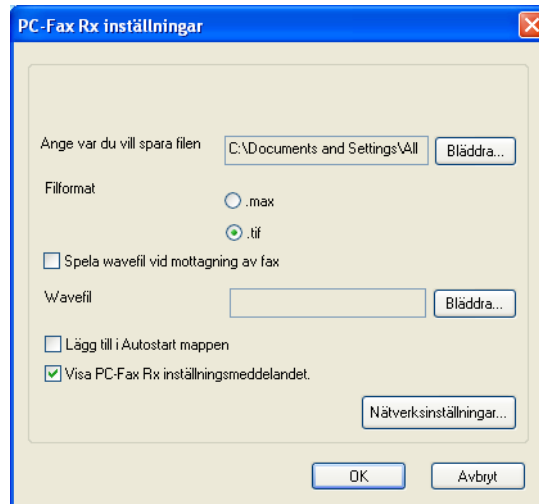 PC-Fax Rx inställningar
Ange var du vill spara filen
C:\Documents and Settings\All
Bläddra...
Filformat
.max
.tif
Spela wavefil vid mottagning av fax
Wavefil
Bläddra...
Lägg till i Autostart mappen
Visa PC-Fax Rx inställningsmeddelandet.
Nätverksinställningar...
OK
Avbryt